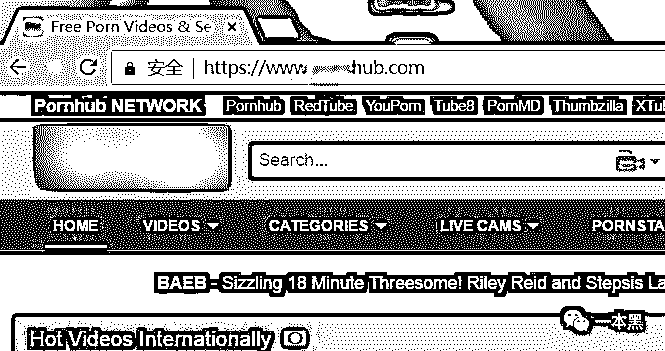 Free Porn Videos & Se
安全 https://www hub.com
Pornhub NETWORK Pornhub RedTube YouPorn Tube8 PornMD Thumbzilla XTu
Search...
HOME VIDEOS CATEGORIES LIVE CAMS PORNSTA
BAEB - Sizzling 18 Minute Threesome! Riley Reid and Stepsis La
一本黑
Hot Videos Internationally